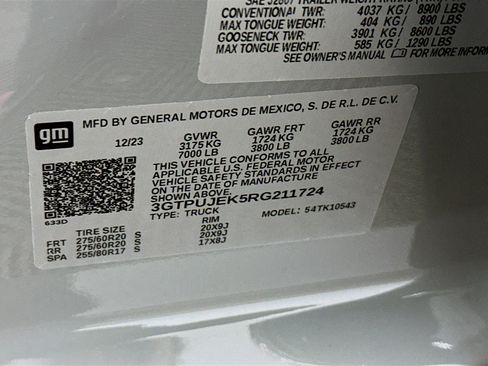 SAE J2807 TRAILER WEIGHT RATING
CONVENTIONAL TWR: 4037 KG/ 8900 LBS
MAX TONGUE WEIGHT: 404 KG / 890 LBS
GOOSENECK TWR: 3901 KG/ 8600 LBS
MAX TONGUE WEIGHT: 585 KG/ 1290 LBS
SEE OWNER'S MANUAL FOR MORE INFORM
gm
MFD BY GENERAL MOTORS DE MEXICO, S. DE R.L. DE C.V.
12/23 GVWR GAWR FRT GAWR RR
3175 KG 1724 KG 1724 KG
7000 LB 3800 LB 3800 LB
THIS VEHICLE CONFORMS TO ALL
APPLICABLE U.S. FEDERAL MOTOR
VEHICLE SAFETY STANDARDS IN EFFECT
ON THE DATE OF MANUFACTURE
SHOWN ABOVE.
3GTPUJEK5RG211724
633D TYPE: TRUCK MODEL: 54TK10543
TIRE SIZE RIM
FRT 275/60R20 S 20X9J
RR 275/60R20 S 20X9J
SPA 255/80R17 S 17X8J